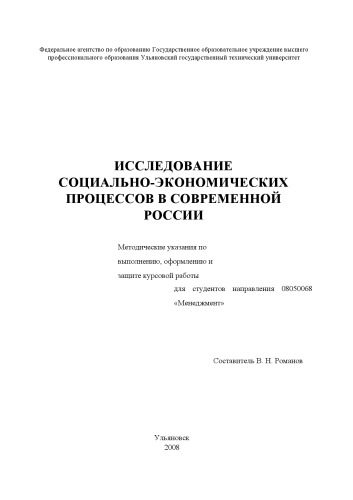 Федеральное агентство по образованию Государственное образовательное учреждение высшего
профессионального образования Ульяновский государственный технический университет
ИССЛЕДОВАНИЕ
СОЦИАЛЬНО-ЭКОНОМИЧЕСКИХ
ПРОЦЕССОВ В СОВРЕМЕННОЙ
РОССИИ
Методические указания по
выполнению, оформлению и
защите курсовой работы
для студентов направления 08050068
«Менеджмент»
Составитель В. Н. Романов
Ульяновск
2008